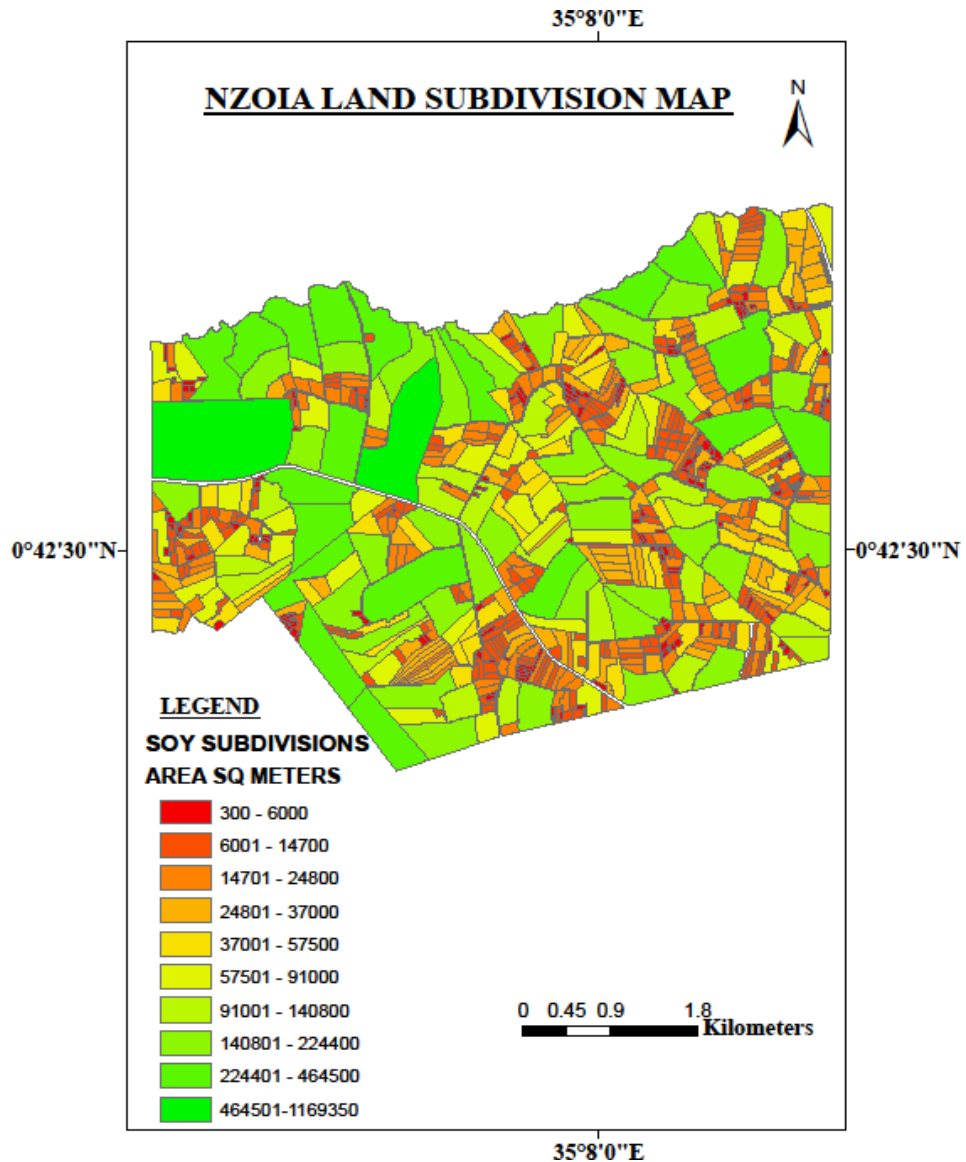 35°8'0"E
NZOIA LAND SUBDIVISION MAP
N
0°42'30"N
0°42'30"N
LEGEND
SOY SUBDIVISIONS
AREA SQ METERS
300 - 6000
6001 - 14700
14701 - 24800
24801 - 37000
37001 - 57500
57501 - 91000
91001 - 140800
140801 - 224400
224401 - 464500
464501-1169350
0 0.45 0.9 1.8
Kilometers
35°8'0"E